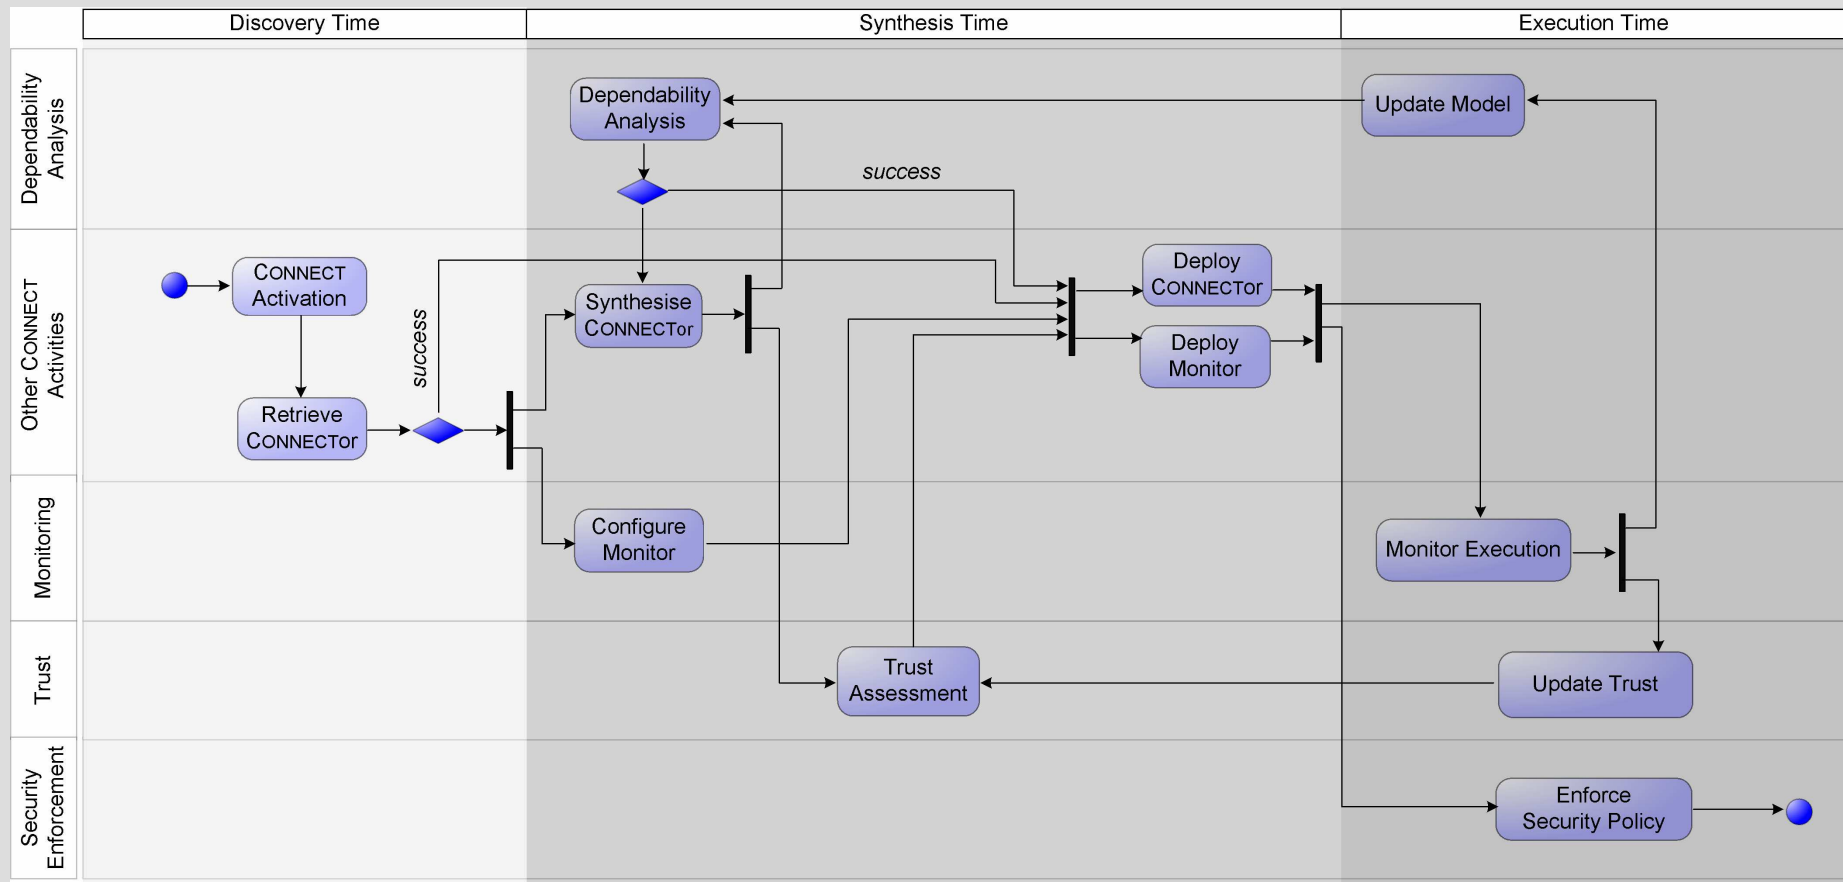 Discovery Time
Synthesis Time
Execution Time
Dependability
Analysis
Dependability
Analysis
Update Model
success
Other CONNECT
Activities
CONNECT
Activation
success
Synthesise
CONNECTor
Deploy
CONNECTor
Deploy
Monitor
Retrieve
CONNECTor
Monitoring
Configure
Monitor
Monitor Execution
Trust
Trust
Assessment
Update Trust
Security
Enforcement
Enforce
Security Policy